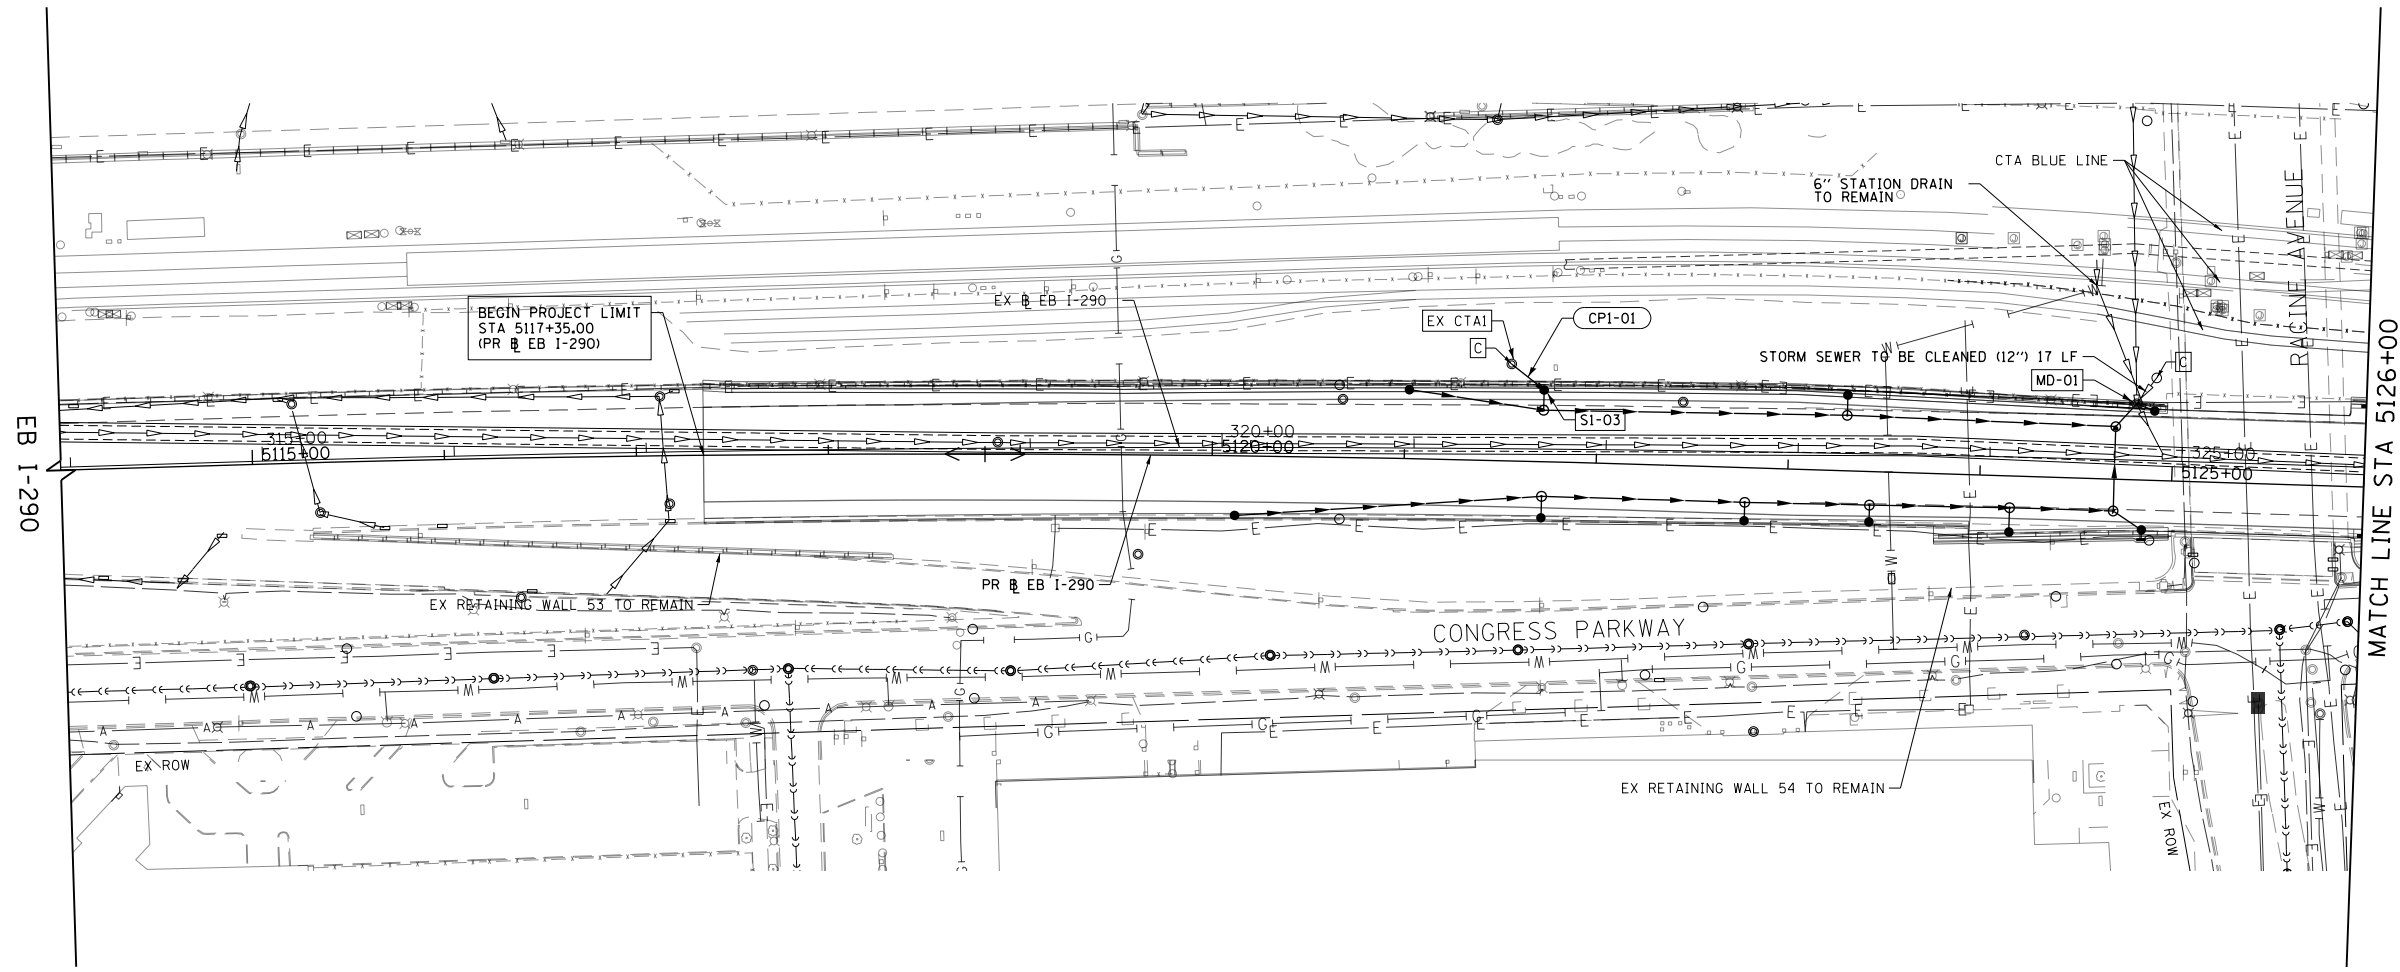 CTA BLUE LINE
6" STATION DRAIN
TO REMAIN
RACINE AVENUE
BEGIN PROJECT LIMIT
STA 5117+35.00
(PR BL EB I-290)
EX BL EB I-290
EX CTA1
CP1-01
C
STORM SEWER TO BE CLEANED (12") 17 LF
C
MD-01
S1-03
EB I-290
MATCH LINE STA 5126+00
315+00
5115+00
320+00
5120+00
325+00
5125+00
PR BL EB I-290
EX RETAINING WALL 53 TO REMAIN
CONGRESS PARKWAY
EX ROW
EX RETAINING WALL 54 TO REMAIN
EX ROW